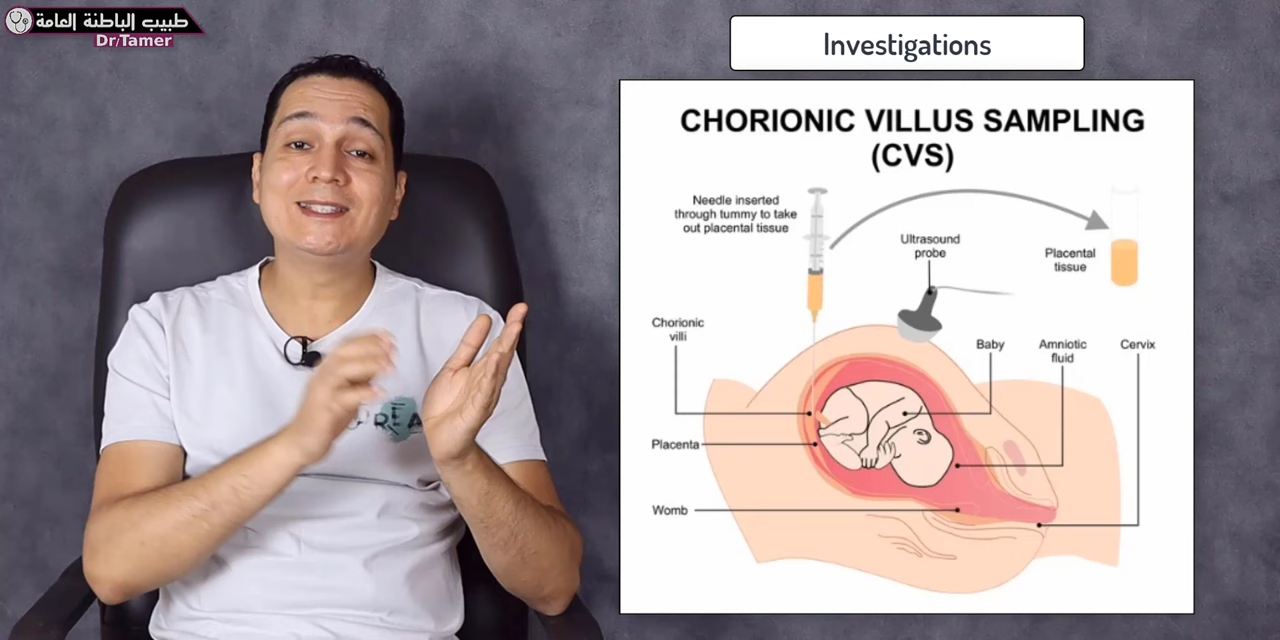 طبيب الباطنة العامة
Dr/Tamer
Investigations
CHORIONIC VILLUS SAMPLING
(CVS)
Needle inserted
through tummy to take
out placental tissue
Ultrasound
probe
Placental
tissue
Chorionic
villi
Baby
Amniotic
fluid
Cervix
Placenta
Womb